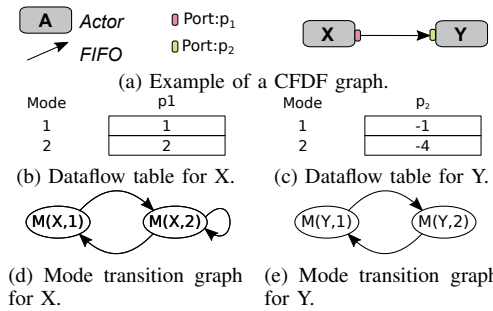 A Actor
FIFO
Port:p1
Port:p2
X Y
(a) Example of a CFDF graph.
Mode p1
1 1
2 2
Mode p2
1 -1
2 -4
(b) Dataflow table for X.
(c) Dataflow table for Y.
M(X,1) M(X,2)
M(Y,1) M(Y,2)
(d) Mode transition graph
for X.
(e) Mode transition graph
for Y.